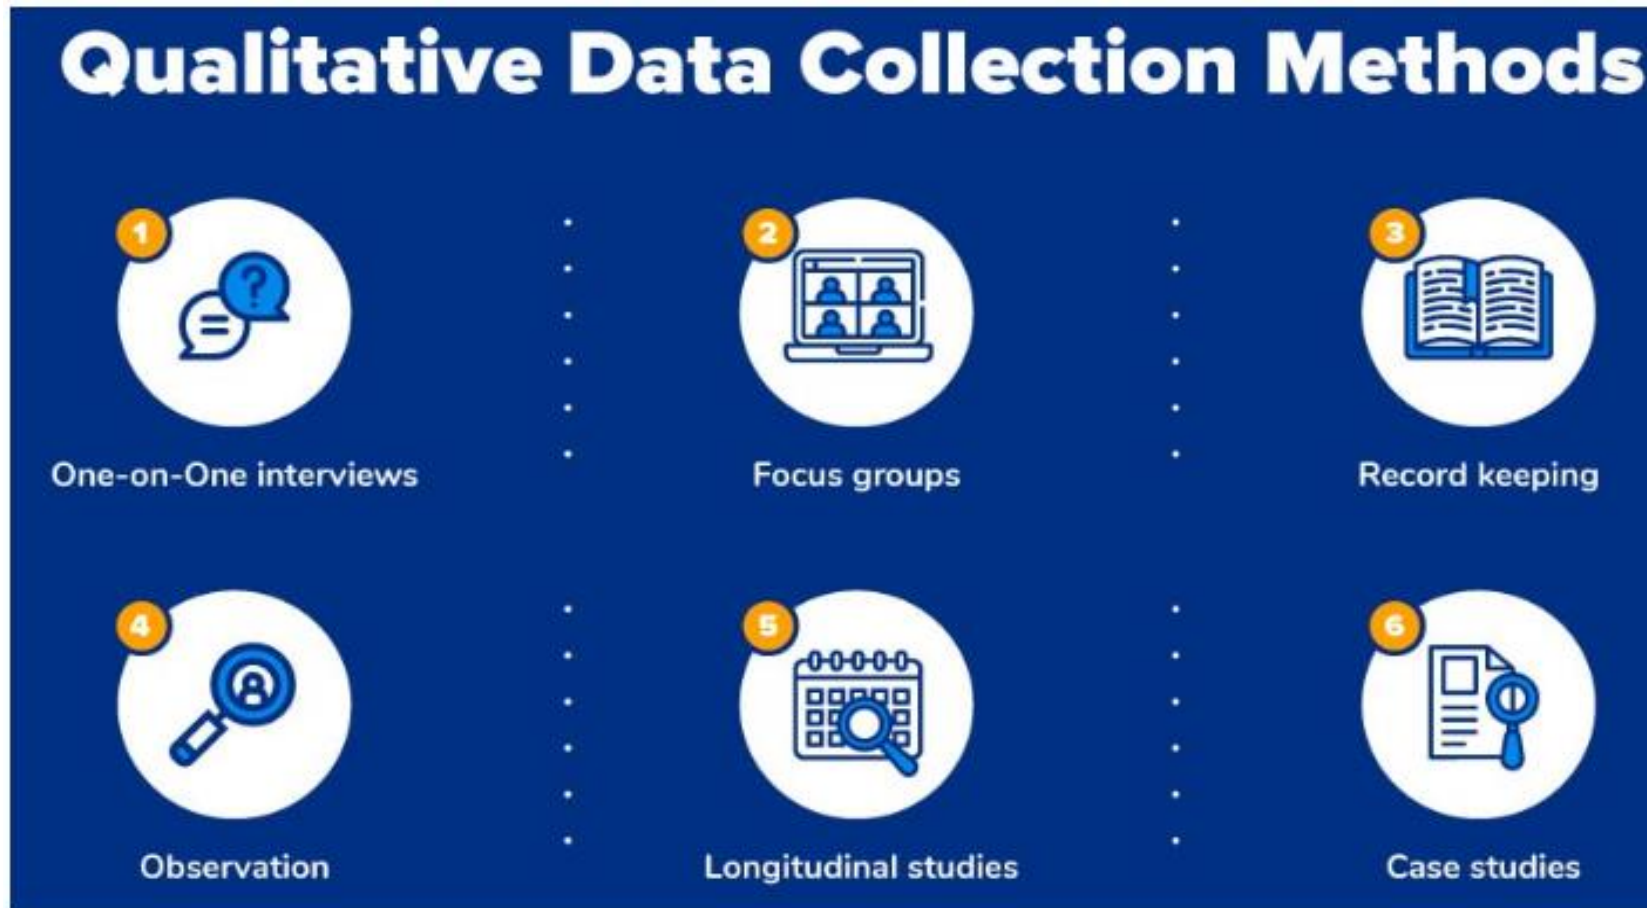 Qualitative Data Collection Methods
1
2
3
?
One-on-One interviews
Focus groups
Record keeping
4
5
6
Observation
Longitudinal studies
Case studies